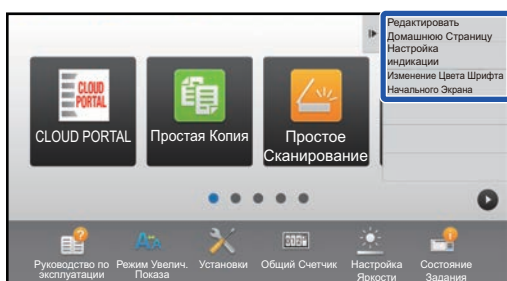 Редактировать
Домашнюю Страницу
Настройка
индикации
Изменение Цвета Шрифта
Начального Экрана
CLOUD
PORTAL
CLOUD PORTAL
Простая Копия
Простое
Сканирование
Руководство по
эксплуатации
Режим Увелич.
Показа
Установки
Общий Счетчик
Настройка
Яркости
Состояние
Задания